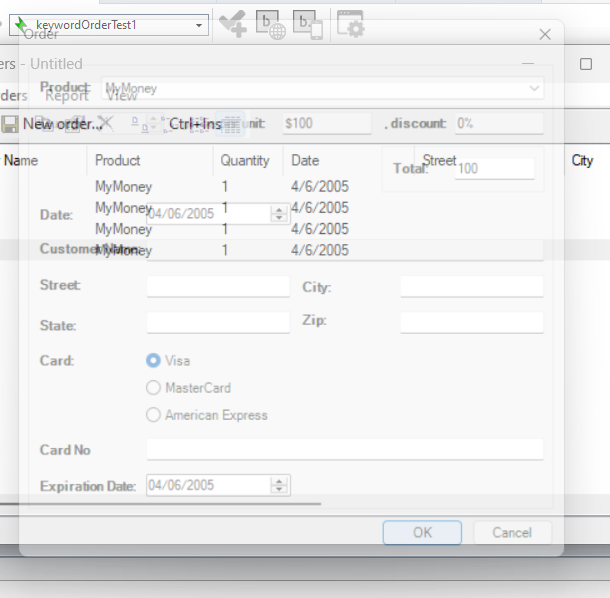 keywordOrderTest1
Order
ers - Untitled
Product: MyMoney
ders Report View
New order... Ctrl+Ins unit: $100 , discount: 0%
Name Product Quantity Date Street City
Total: 100
MyMoney 1 4/6/2005
MyMoney 1 4/6/2005
Date: 04/06/2005
MyMoney 1 4/6/2005
Customer Name:
MyMoney 1 4/6/2005
Street: City:
State: Zip:
Card: Visa
MasterCard
American Express
Card No
Expiration Date: 04/06/2005
OK Cancel